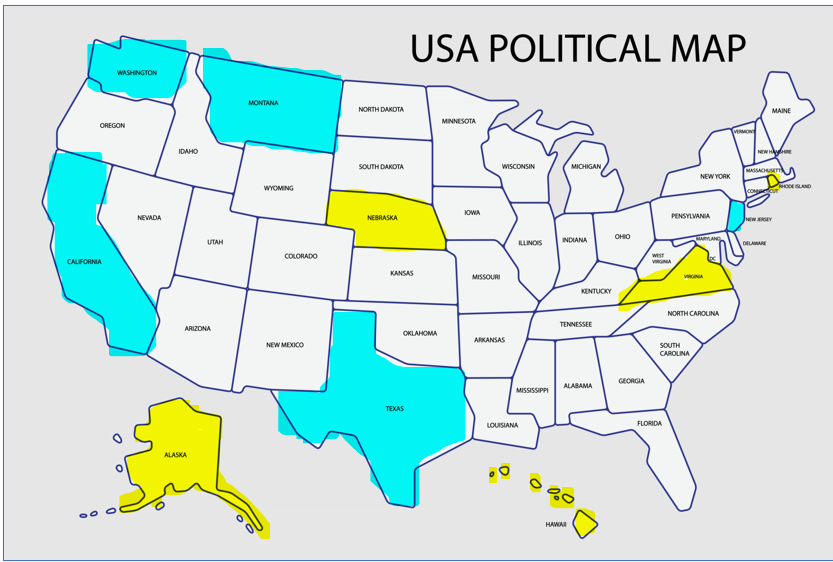 USA POLITICAL MAP
WASHINGTON
MONTANA
NORTH DAKOTA
MINNESOTA
MAINE
OREGON
VERMONT
IDAHO
NEW HAMSHIRE
SOUTH DAKOTA
WISCONSIN
MICHIGAN
MASSACHUSETTS
NEW YORK
WYOMING
CONNECTICUT
RHODE ISLAND
NEVADA
NEBRASKA
IOWA
PENSYLVANIA
NEW JERSEY
UTAH
ILLINOIS
INDIANA
OHIO
MARYLAND
DELAWARE
CALIFORNIA
COLORADO
KANSAS
MISSOURI
WEST
VIRGINIA
DC
VIRGINIA
KENTUCKY
ARIZONA
NEW MEXICO
OKLAHOMA
ARKANSAS
TENNESSEE
NORTH CAROLINA
SOUTH
CAROLINA
TEXAS
MISSISSIPPI
ALABAMA
GEORGIA
LOUISIANA
FLORIDA
ALASKA
HAWAII